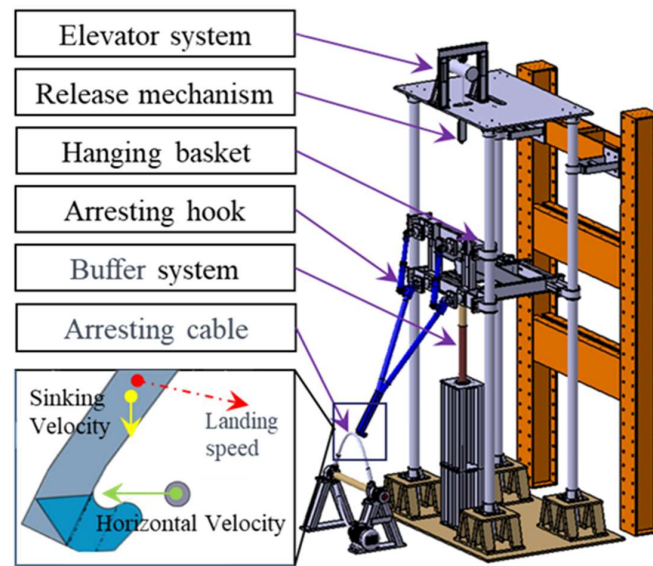 Elevator system
Release mechanism
Hanging basket
Arresting hook
Buffer system
Arresting cable
Sinking
Velocity
Landing
speed
Horizontal Velocity